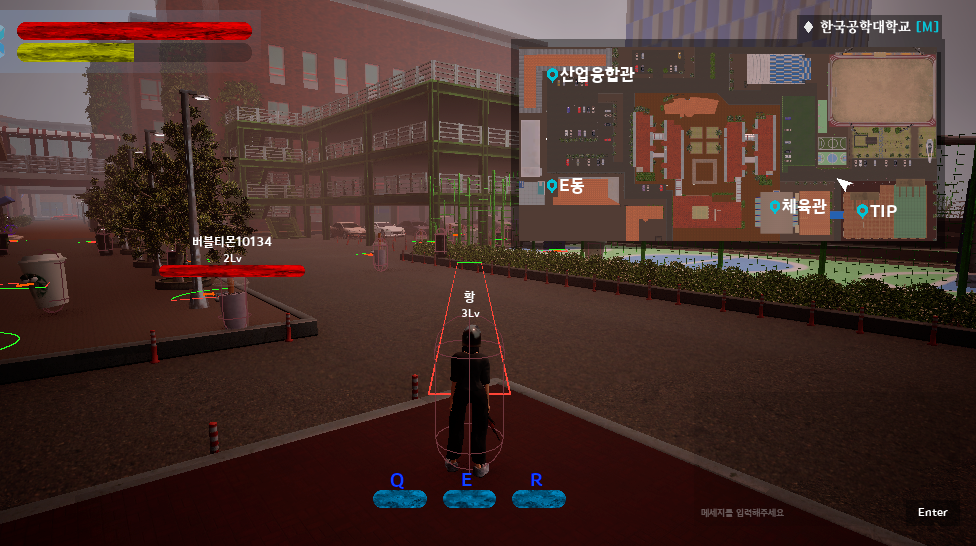 한국공학대학교 [M]
산업융합관
E동
체육관
TIP
버블티몬10134
2Lv
황
3Lv
Q
E
R
메세지를 입력해주세요
Enter